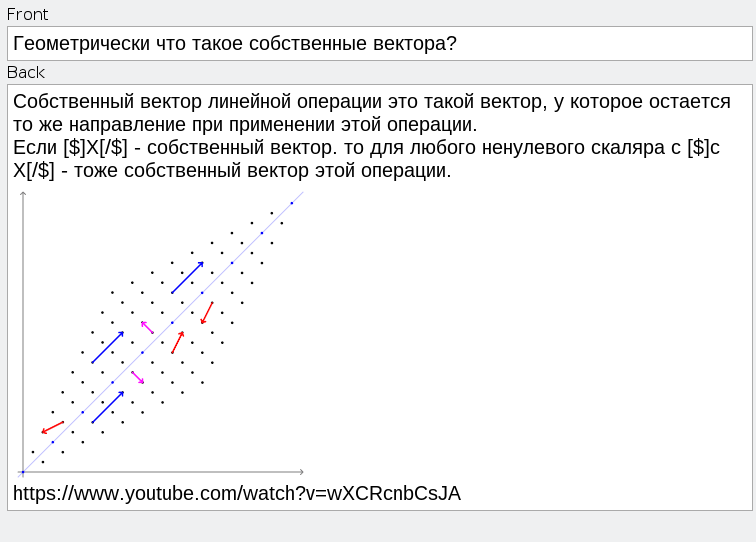 Front
Геометрически что такое собственные вектора?
Back
Собственный вектор линейной операции это такой вектор, у которое остается
то же направление при применении этой операции.
Если [$]X[/$] - собственный вектор. то для любого ненулевого скаляра c [$]c
X[/$] - тоже собственный вектор этой операции.
https://www.youtube.com/watch?v=wXCRcnbCsJA